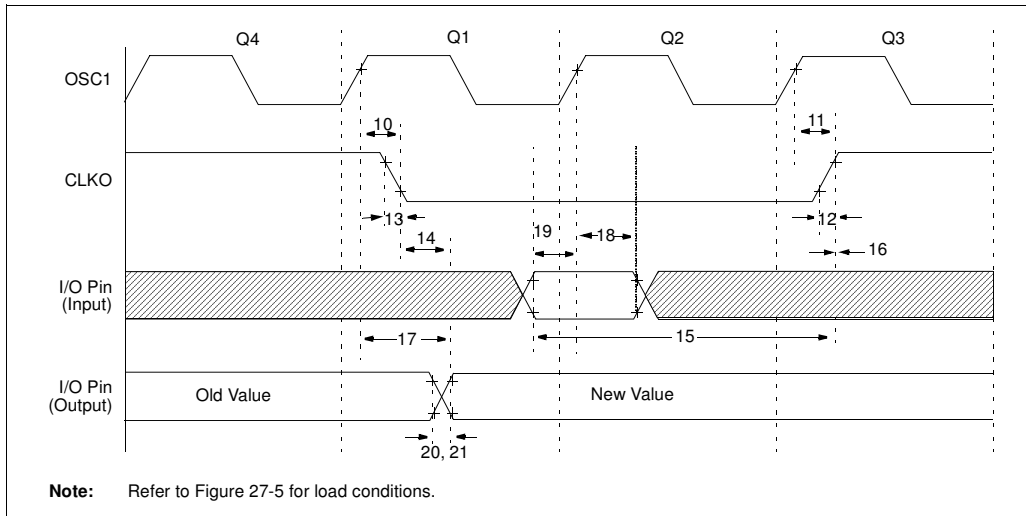 Q4 Q1 Q2 Q3
OSC1
10 11
CLKO
13 12
14 19 18 16
I/O Pin
(Input)
17 15
I/O Pin
(Output)
Old Value New Value
20, 21
Note: Refer to Figure 27-5 for load conditions.